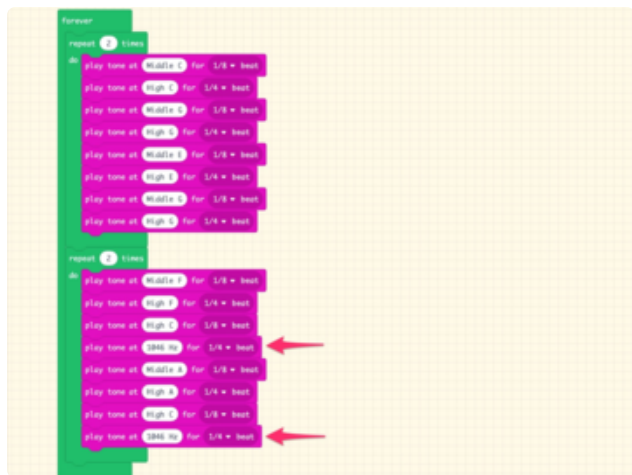 forever
repeat 2 times
do play tone at Middle C for 1/8 beat
play tone at High C for 1/4 beat
play tone at Middle G for 1/8 beat
play tone at High G for 1/4 beat
play tone at Middle E for 1/8 beat
play tone at High E for 1/4 beat
play tone at Middle G for 1/8 beat
play tone at High G for 1/4 beat
repeat 2 times
do play tone at Middle F for 1/8 beat
play tone at High F for 1/4 beat
play tone at High C for 1/8 beat
play tone at 1046 Hz for 1/4 beat
play tone at Middle A for 1/8 beat
play tone at High A for 1/4 beat
play tone at High C for 1/8 beat
play tone at 1046 Hz for 1/4 beat